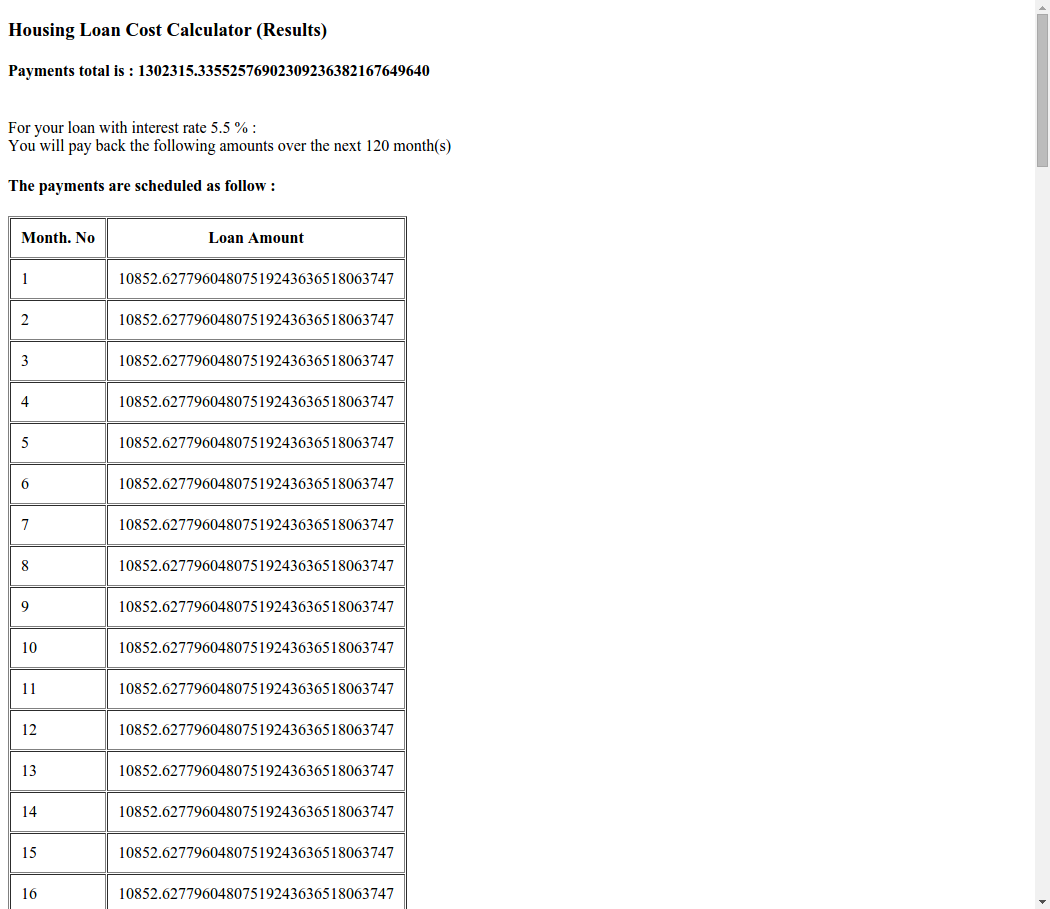 Housing Loan Cost Calculator (Results)
Payments total is : 1302315.335525769023092363821676​49640
For your loan with interest rate 5.5 % :
You will pay back the following amounts over the next 120 month(s)
The payments are scheduled as follow :
Month. No Loan Amount
1 10852.62779604807519243636518063747
2 10852.62779604807519243636518063747
3 10852.62779604807519243636518063747
4 10852.62779604807519243636518063747
5 10852.62779604807519243636518063747
6 10852.62779604807519243636518063747
7 10852.62779604807519243636518063747
8 10852.62779604807519243636518063747
9 10852.62779604807519243636518063747
10 10852.62779604807519243636518063747
11 10852.62779604807519243636518063747
12 10852.62779604807519243636518063747
13 10852.62779604807519243636518063747
14 10852.62779604807519243636518063747
15 10852.62779604807519243636518063747
16 10852.62779604807519243636518063747